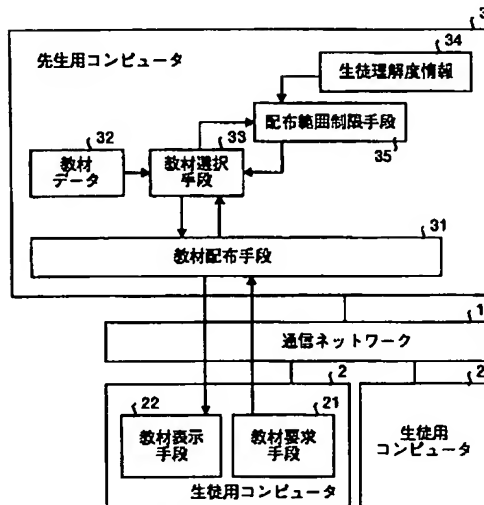 3
先生用コンピュータ
34
生徒理解度情報
32
33
配布範囲制限手段
35
教材
データ
教材選択
手段
31
教材配布手段
1
通信ネットワーク
2
2
22
21
教材表示
手段
教材要求
手段
生徒用
コンピュータ
生徒用コンピュータ